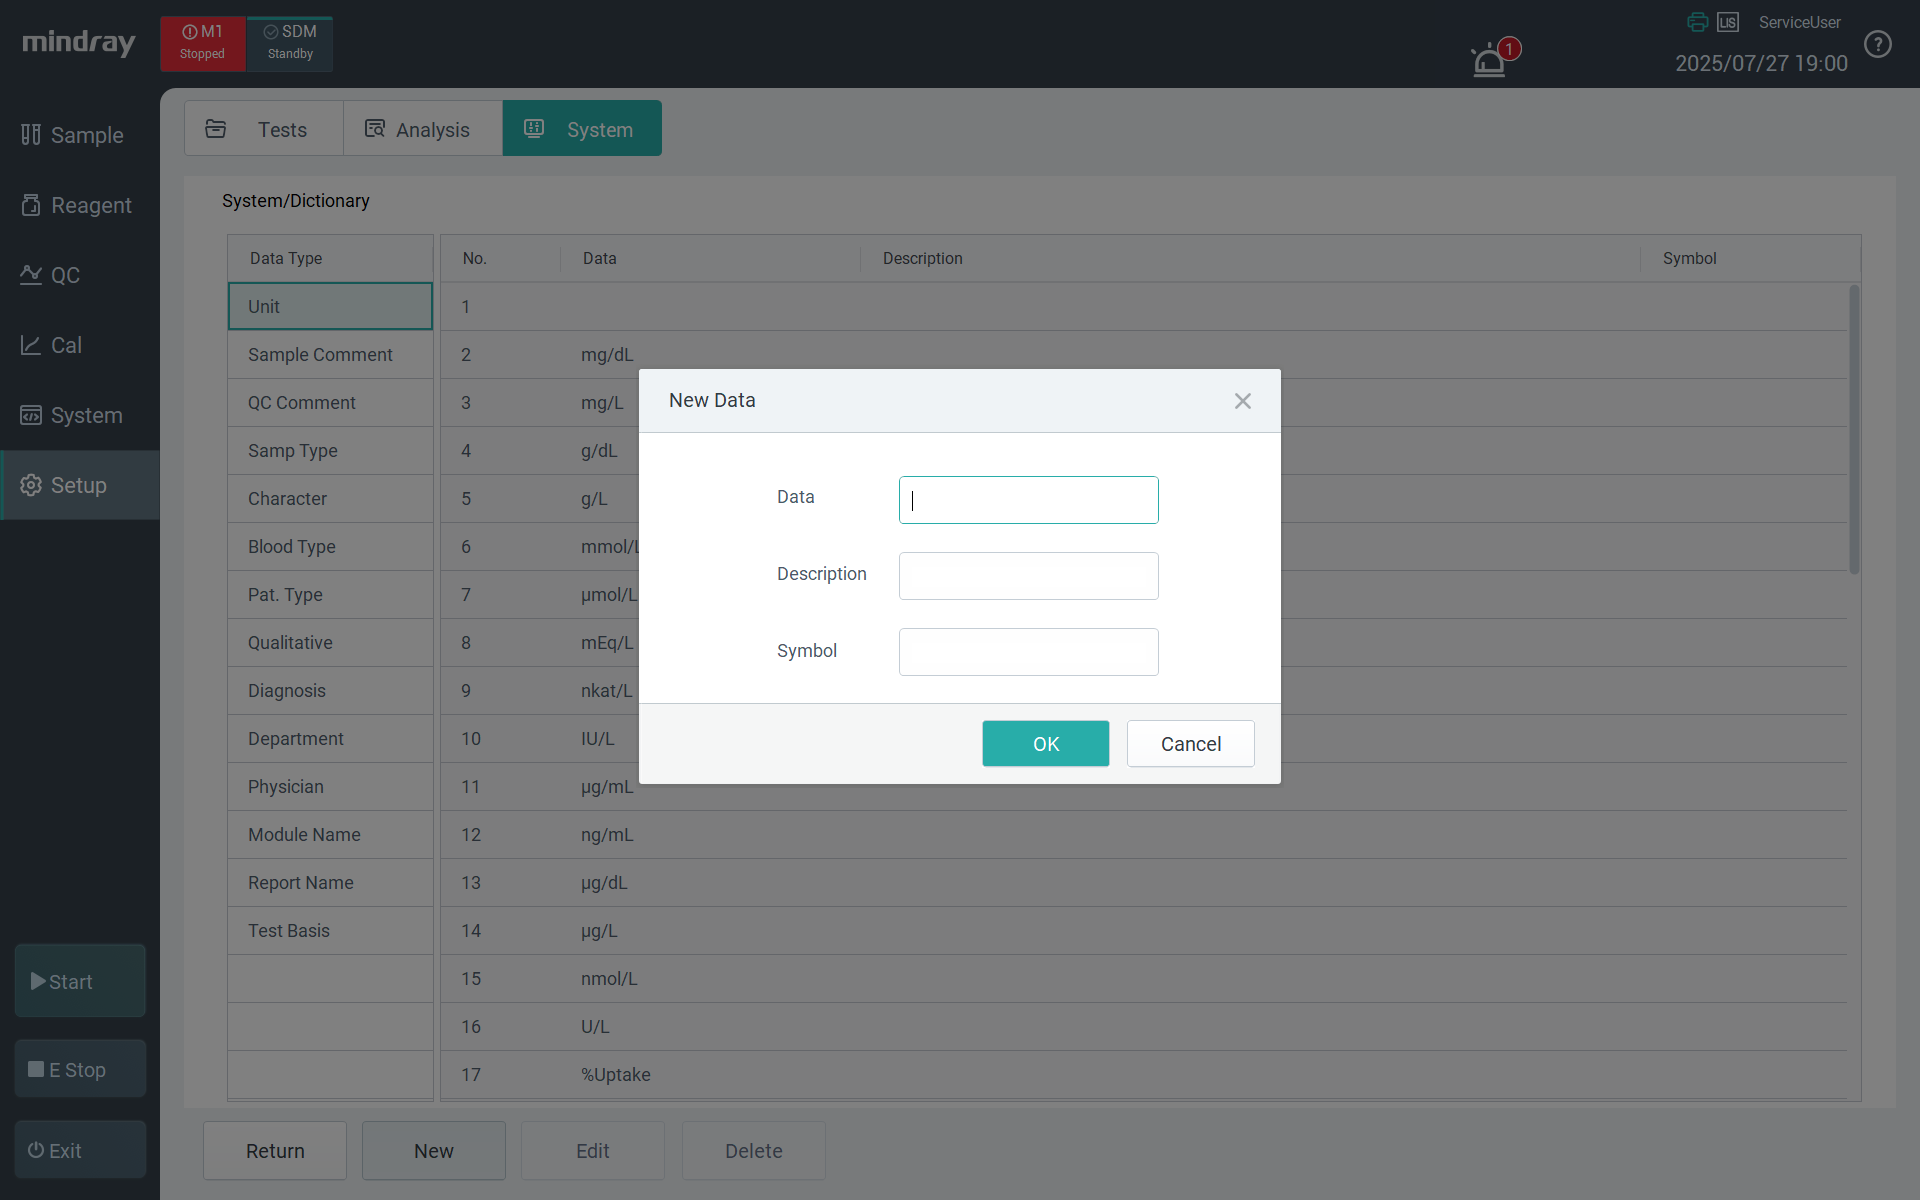 mindray
M1
Stopped
SDM
Standby
1
LIS
ServiceUser
2025/07/27 19:00
?
Sample
Reagent
QC
Cal
System
Setup
Start
E Stop
Exit
Tests
Analysis
System
System/Dictionary
Data Type
Unit
Sample Comment
QC Comment
Samp Type
Character
Blood Type
Pat. Type
Qualitative
Diagnosis
Department
Physician
Module Name
Report Name
Test Basis
No. Data Description Symbol
1
2 mg/dL
3 mg/L
4 g/dL
5 g/L
6 mmol/L
7 µmol/L
8 mEq/L
9 nkat/L
10 IU/L
11 µg/mL
12 ng/mL
13 µg/dL
14 µg/L
15 nmol/L
16 U/L
17 %Uptake
New Data
Data
Description
Symbol
OK Cancel
Return New Edit Delete